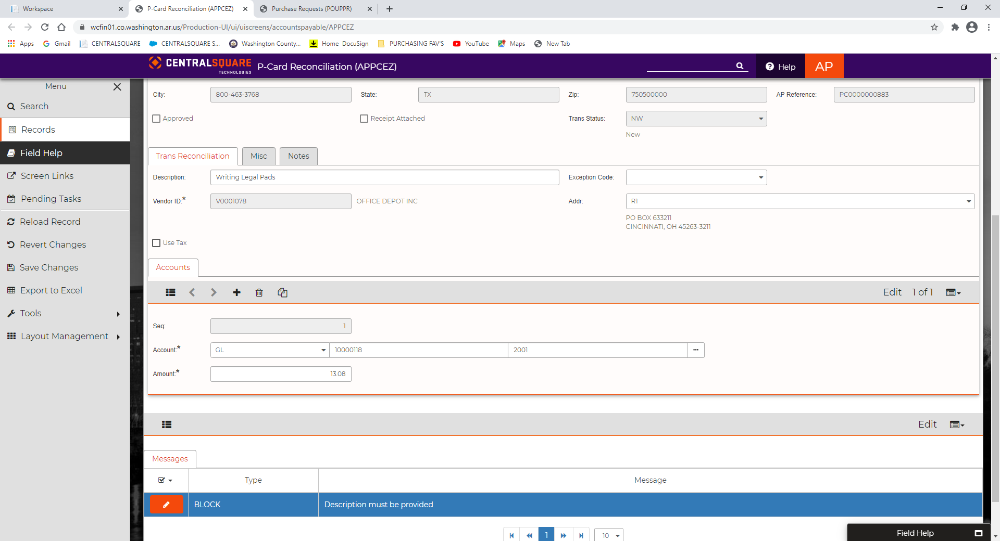 Workspace
P-Card Reconciliation (APPCEZ)
Purchase Requests (POUPPR)
wcfin01.co.washington.ar.us/Production-UI/ui/uiscreens/accountspayable/APPCEZ
Apps
Gmail
CENTRALSQUARE
CENTRALSQUARE S...
Washington County...
Home DocuSign
PURCHASING FAV'S
YouTube
Maps
New Tab
CENTRALSQUARE
TECHNOLOGIES
P-Card Reconciliation (APPCEZ)
Help
AP
Menu
Search
Records
Field Help
Screen Links
Pending Tasks
Reload Record
Revert Changes
Save Changes
Export to Excel
Tools
Layout Management
City: 800-463-3768 State: TX Zip: 750500000 AP Reference: PC0000000883
Approved Receipt Attached Trans Status: NW
New
Trans Reconciliation Misc Notes
Description: Writing Legal Pads Exception Code:
Vendor ID:* V0001078 OFFICE DEPOT INC Addr: R1
PO BOX 633211
CINCINNATI, OH 45263-3211
Use Tax
Accounts
Edit 1 of 1
Seq: 1
Account:* GL 10000118 2001 ...
Amount:* 13.08
Edit
Messages
Type Message
BLOCK Description must be provided
1 10
Field Help